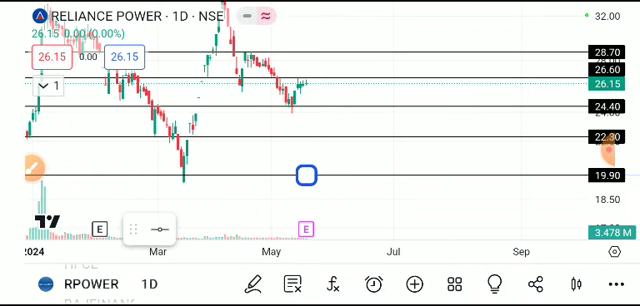 RELIANCE POWER · 1D · NSE
32.00
26.15 0.00 (0.00%)
26.15 0.00 26.15
28.70
26.60
26.15
1
24.40
22.30
19.90
18.50
3.478 M
E E
2024 Mar May Jul Sep
RPOWER 1D